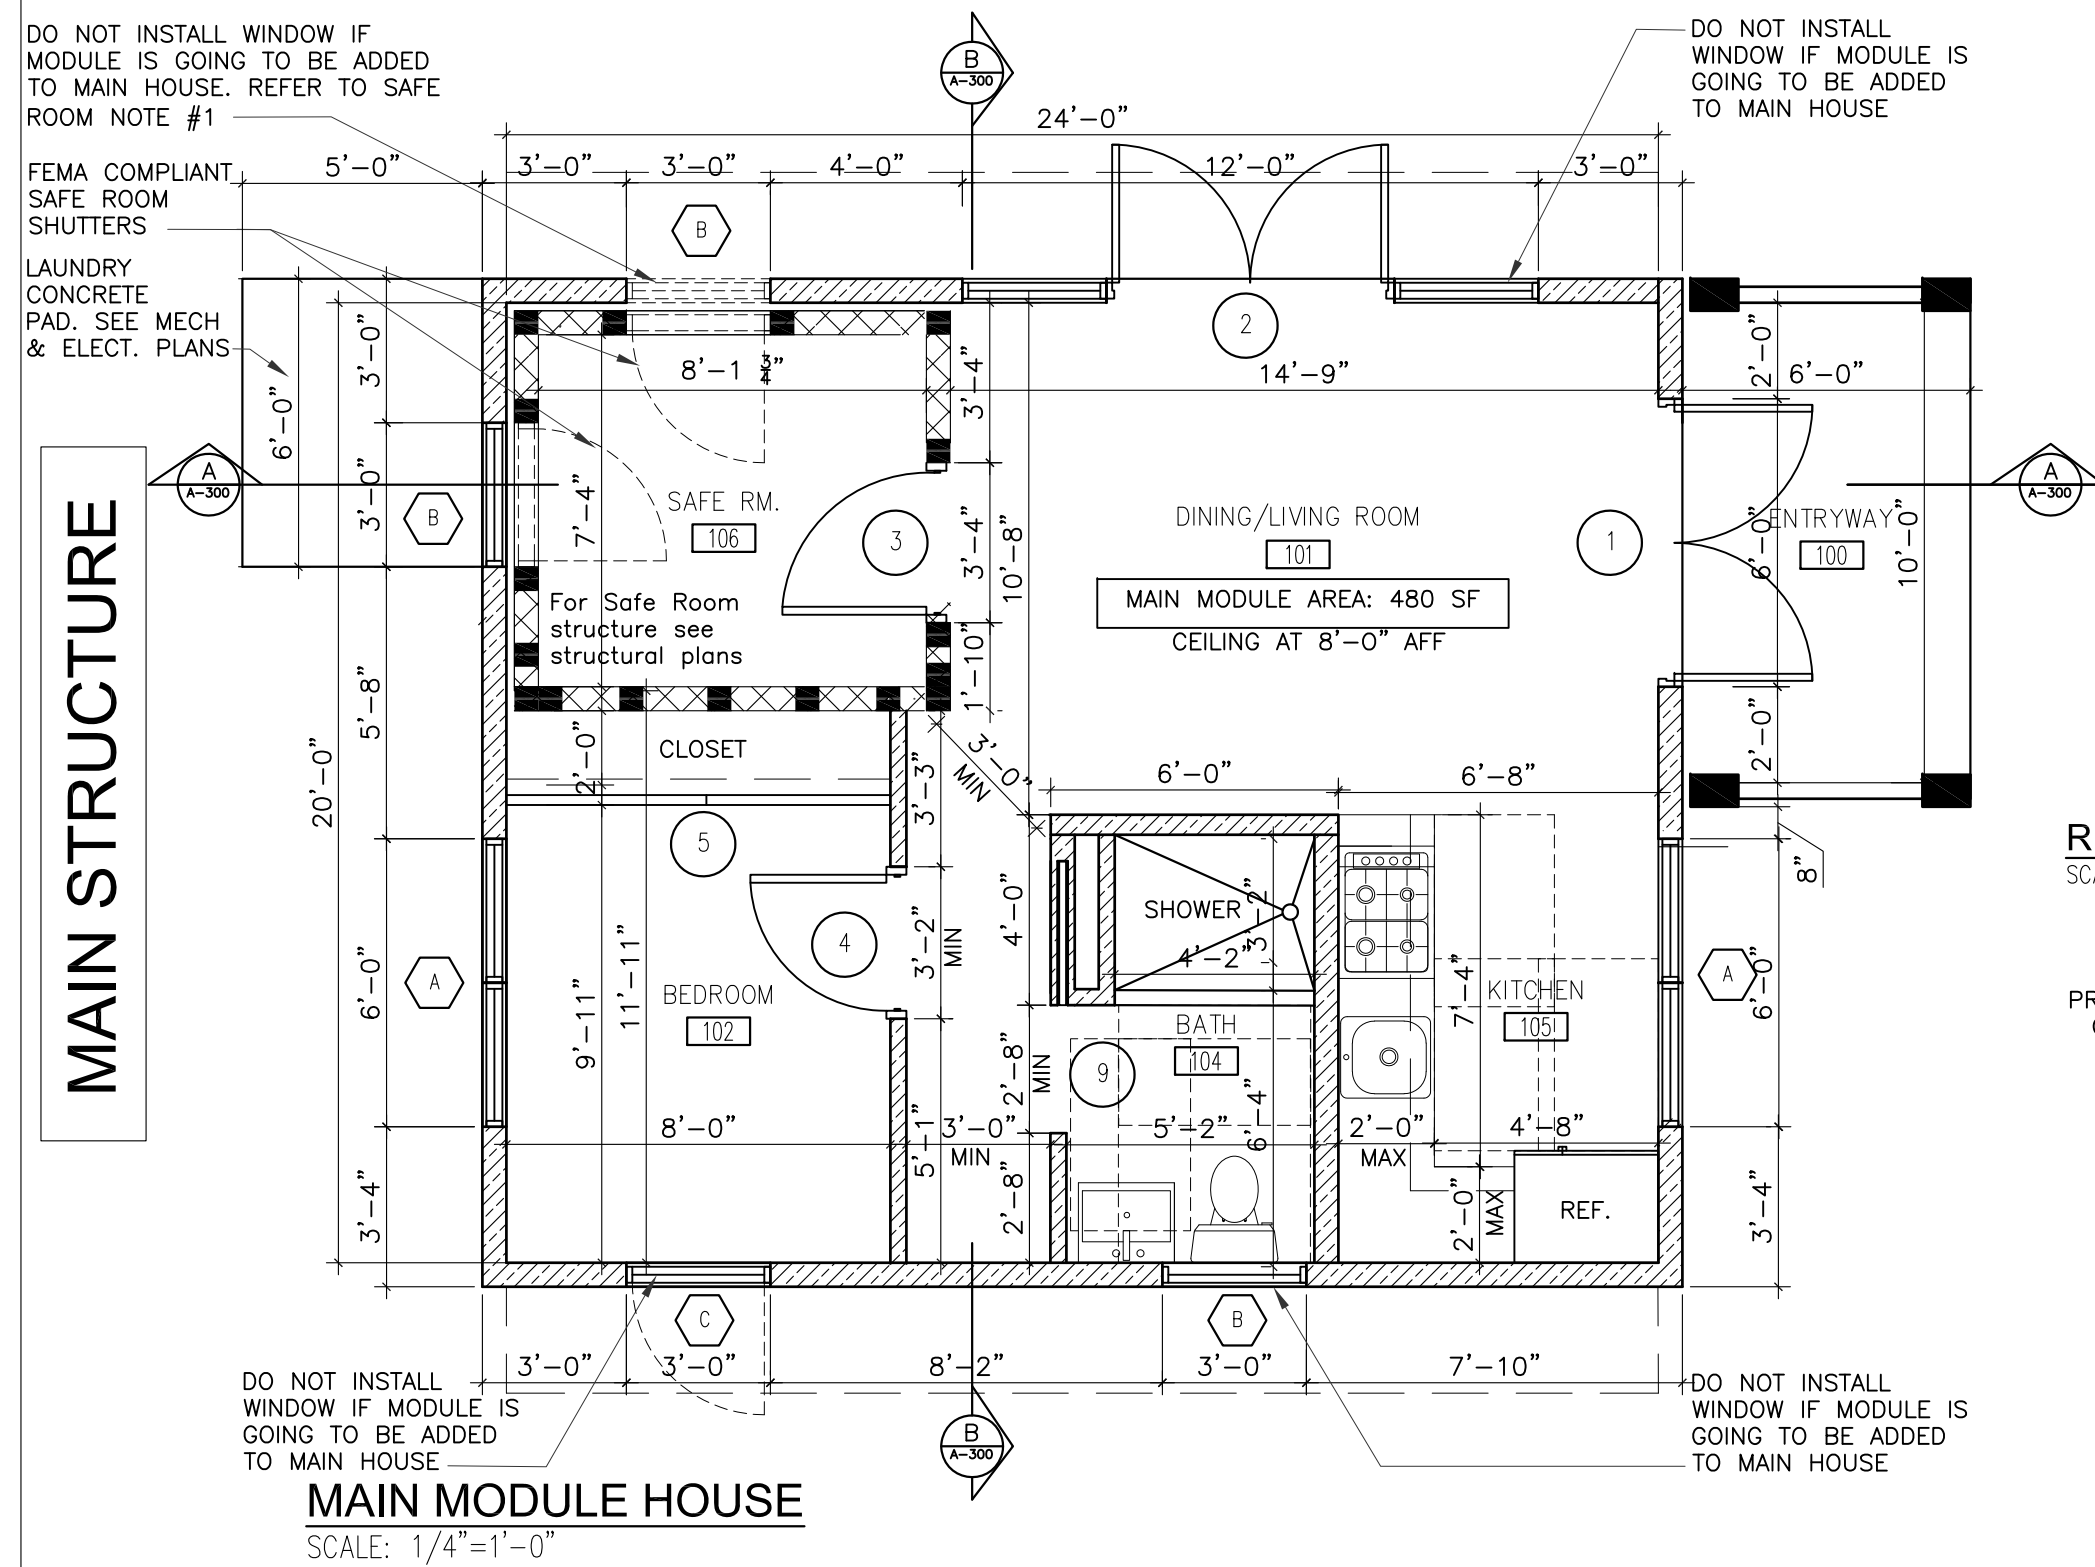 DO NOT INSTALL WINDOW IF
MODULE IS GOING TO BE ADDED
TO MAIN HOUSE. REFER TO SAFE
ROOM NOTE #1
FEMA COMPLIANT
SAFE ROOM
SHUTTERS
LAUNDRY
CONCRETE
PAD. SEE MECH
& ELECT. PLANS
B
A-300
DO NOT INSTALL
WINDOW IF MODULE IS
GOING TO BE ADDED
TO MAIN HOUSE
24'-0"
5'-0"
3'-0"
3'-0"
4'-0"
12'-0"
3'-0"
B
2
8'-1 3/4"
14'-9"
6'-0"
3'-0"
6'-0"
3'-0"
3'-4"
2'-0"
MAIN STRUCTURE
A
A-300
B
7'-4"
SAFE RM.
106
3
3'-4"
10'-8"
DINING/LIVING ROOM
101
MAIN MODULE AREA: 480 SF
CEILING AT 8'-0" AFF
1
6'-0"
ENTRYWAY
100
10'-0"
A
A-300
For Safe Room
structure see
structural plans
1'-10"
5'-8"
20'-0"
2'-0"
CLOSET
3'-3"
3'-0"
MIN
6'-0"
6'-8"
2'-0"
8"
R
SCA
5
4
3'-2"
MIN
4'-0"
SHOWER
3'-2"
4'-2"
A
6'-0"
9'-11"
11'-11"
BEDROOM
102
7'-4"
KITCHEN
105
A
6'-0"
PR
BATH
104
9
2'-8"
MIN
6'-4"
8'-0"
5'-1"
3'-0"
MIN
5'-2"
2'-0"
MAX
4'-8"
3'-4"
2'-8"
2'-0"
MAX
REF.
3'-4"
C
B
3'-0"
3'-0"
8'-2"
3'-0"
7'-10"
DO NOT INSTALL
WINDOW IF MODULE IS
GOING TO BE ADDED
TO MAIN HOUSE
B
A-300
DO NOT INSTALL
WINDOW IF MODULE IS
GOING TO BE ADDED
TO MAIN HOUSE
MAIN MODULE HOUSE
SCALE: 1/4"=1'-0"